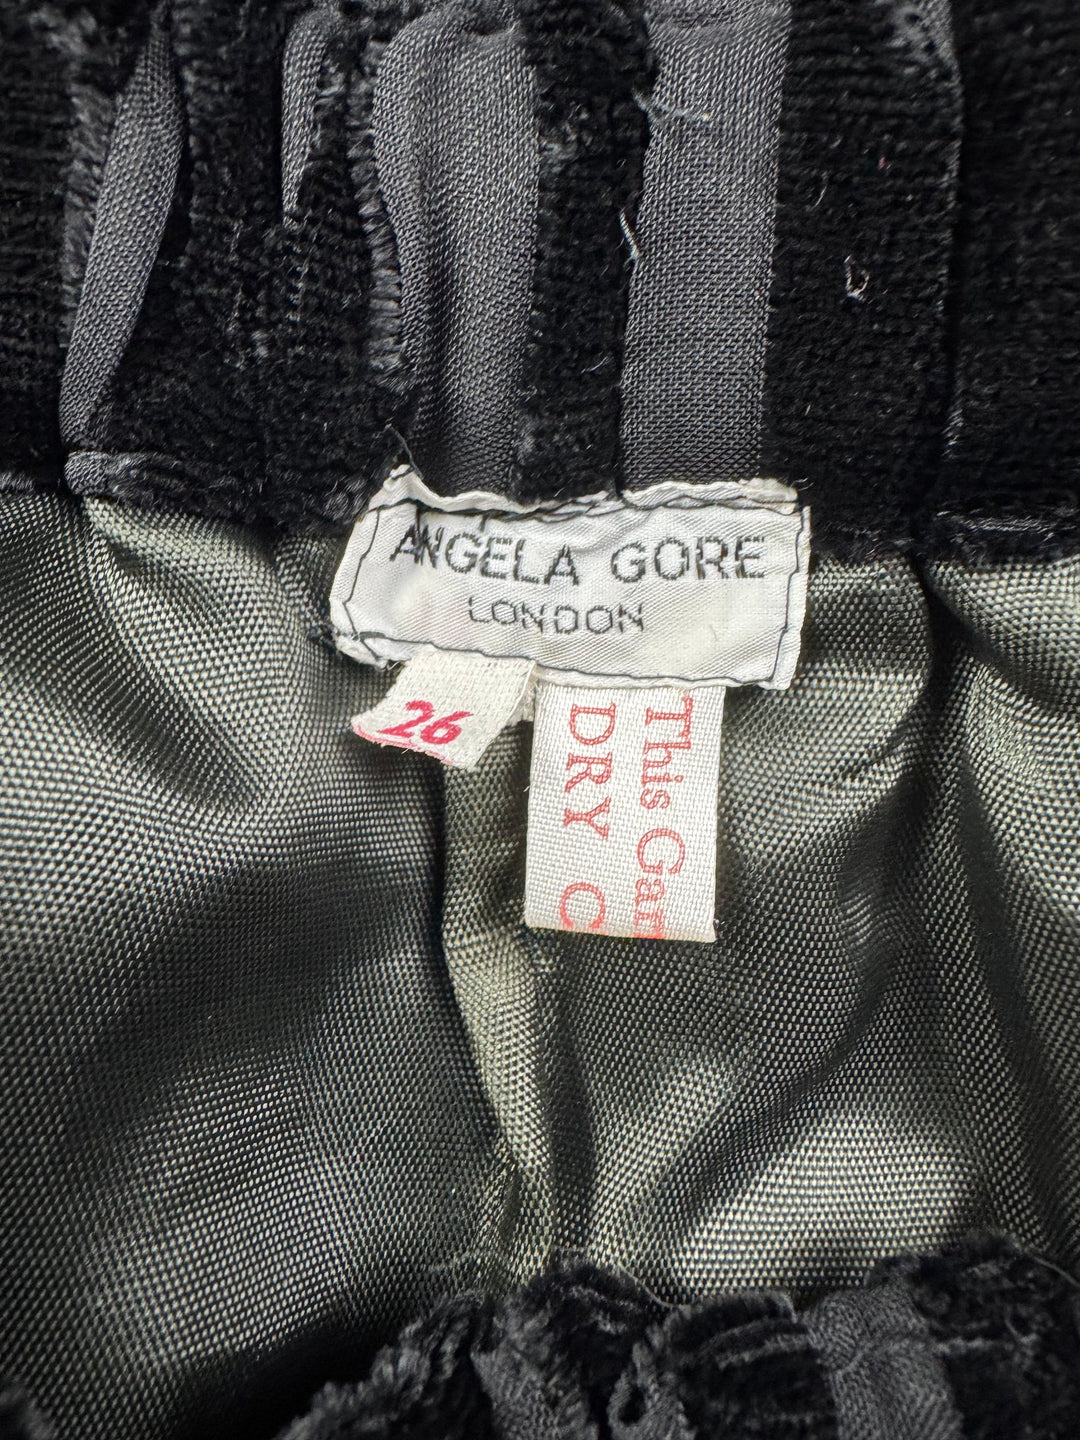 ANGELA GORE
LONDON
26
This Gar
DRY C